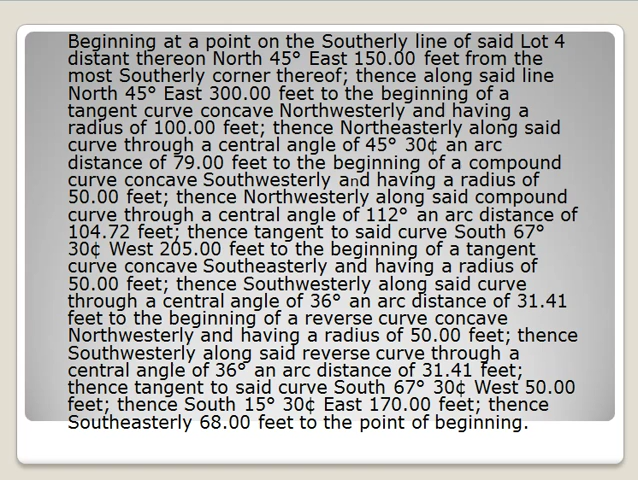 Beginning at a point on the Southerly line of said Lot 4
distant thereon North 45° East 150.00 feet from the
most Southerly corner thereof; thence along said line
North 45° East 300.00 feet to the beginning of a
tangent curve concave Northwesterly and having a
radius of 100.00 feet; thence Northeasterly along said
curve through a central angle of 45° 30¢ an arc
distance of 79.00 feet to the beginning of a compound
curve concave Southwesterly and having a radius of
50.00 feet; thence Northwesterly along said compound
curve through a central angle of 112° an arc distance of
104.72 feet; thence tangent to said curve South 67°
30¢ West 205.00 feet to the beginning of a tangent
curve concave Southeasterly and having a radius of
50.00 feet; thence Southwesterly along said curve
through a central angle of 36° an arc distance of 31.41
feet to the beginning of a reverse curve concave
Northwesterly and having a radius of 50.00 feet; thence
Southwesterly along said reverse curve through a
central angle of 36° an arc distance of 31.41 feet;
thence tangent to said curve South 67° 30¢ West 50.00
feet; thence South 15° 30¢ East 170.00 feet; thence
Southeasterly 68.00 feet to the point of beginning.